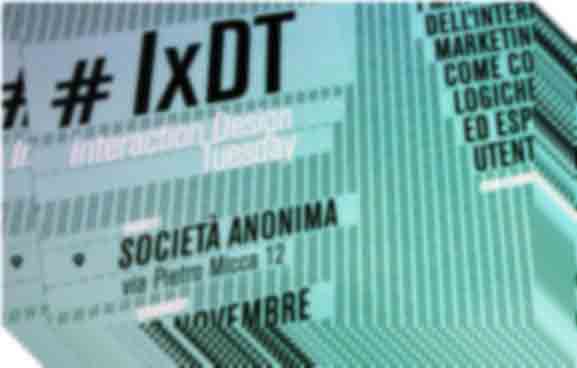 # IxDT
Interaction Design
Tuesday
SOCIETÀ ANONIMA
via Pietro Micca 12
NOVEMBRE
DELL'INTERA
MARKETIN
COME CO
LOGICHE
ED ESP
UTENT